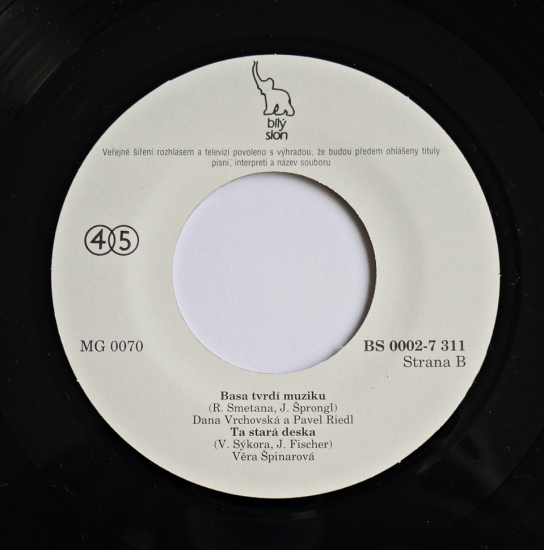 bílý
slon
Veřejné šíření rozhlasem a televizí povoleno s výhradou, že budou předem ohlášeny tituly
písní, interpreti a název souboru
45
MG 0070
BS 0002-7 311
Strana B
Basa tvrdí muziku
(R. Smetana, J. Šprongl)
Dana Vrchovská a Pavel Riedl
Ta stará deska
(V. Sýkora, J. Fischer)
Věra Špinarová